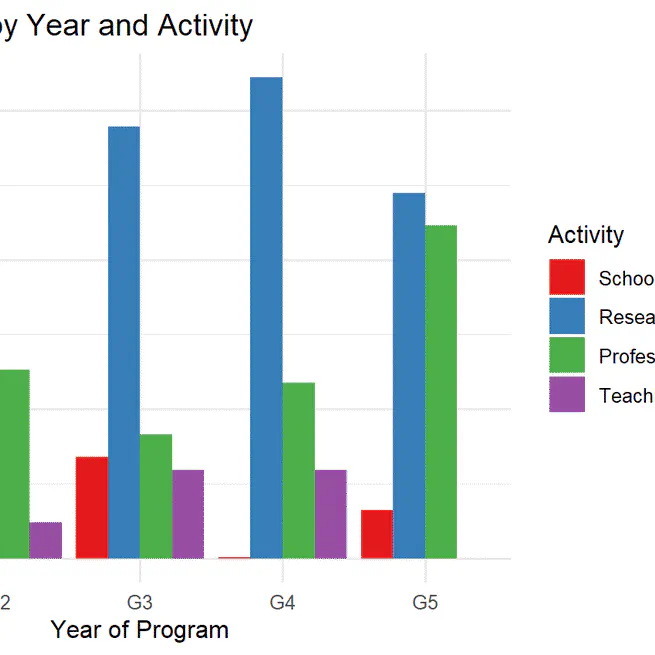 by Year and Activity
Activity
Schoo
Resea
Profes
Teach
2
G3
G4
G5
Year of Program